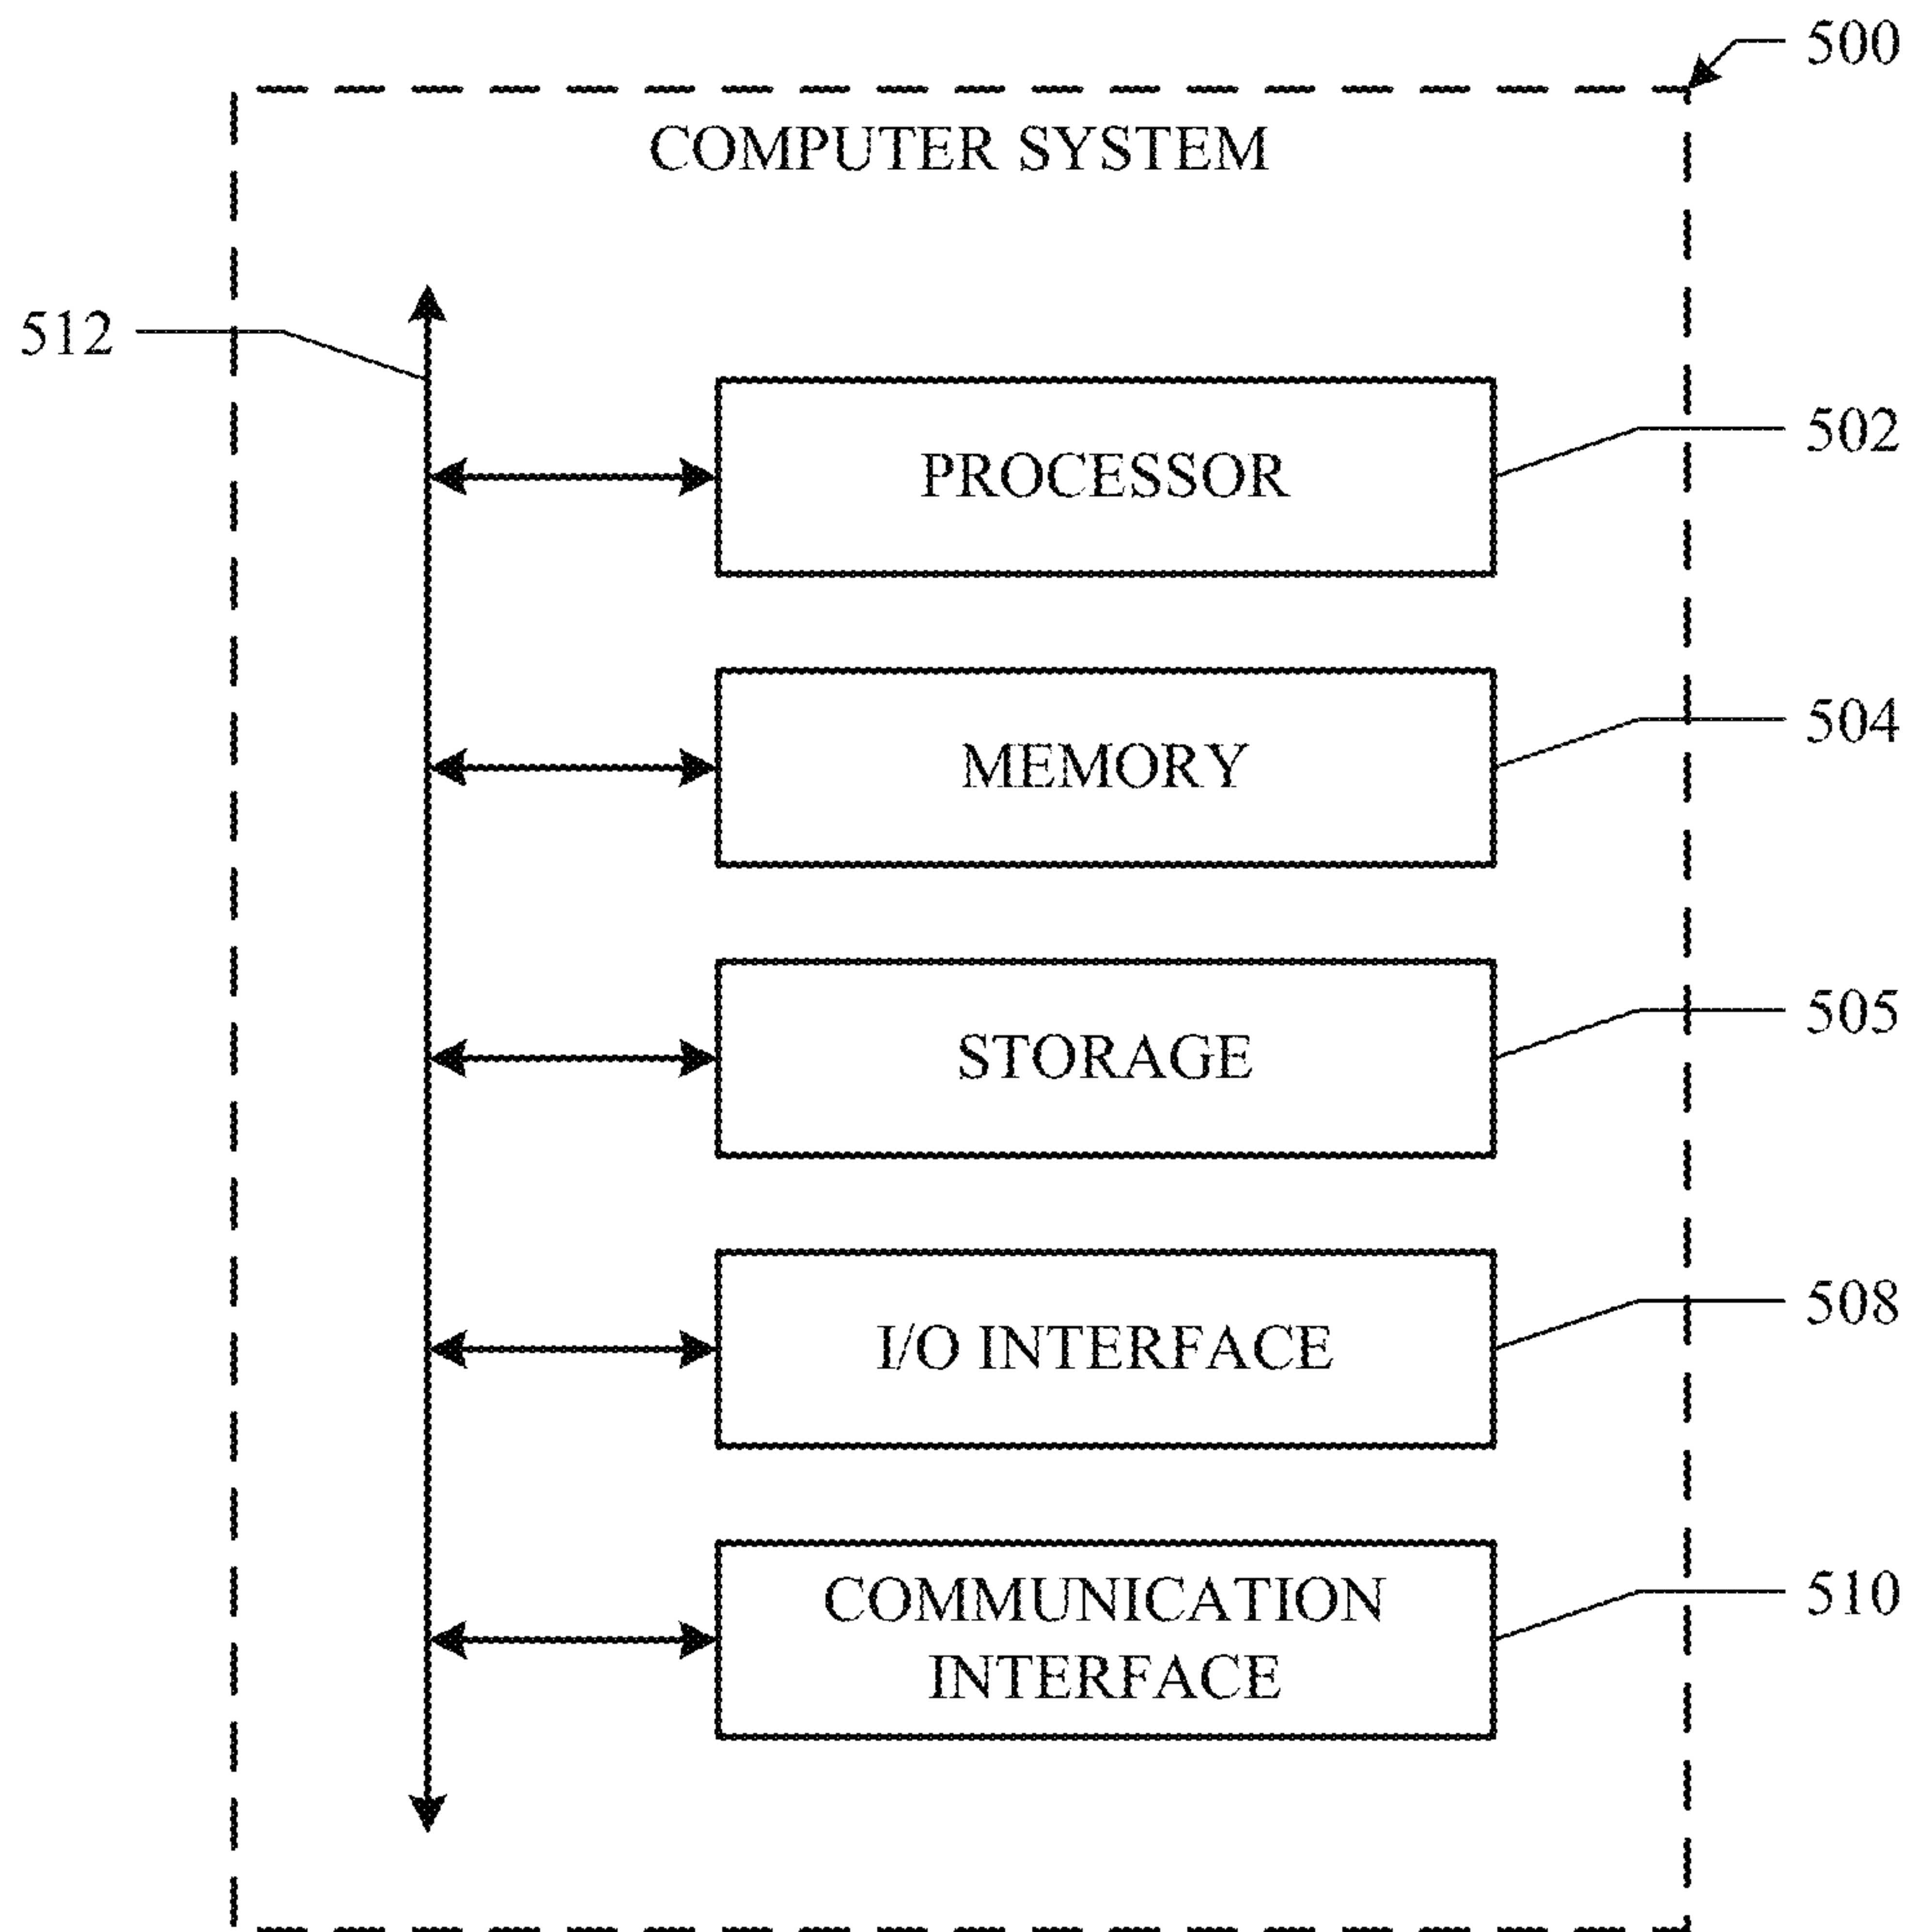 500
COMPUTER SYSTEM
512
PROCESSOR
502
MEMORY
504
STORAGE
505
I/O INTERFACE
508
COMMUNICATION
INTERFACE
510